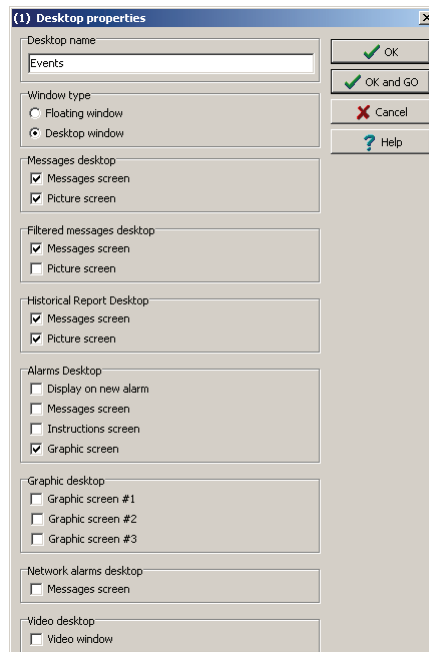 (1) Desktop properties
Desktop name
Events
OK
OK and GO
Cancel
Help
Window type
Floating window
Desktop window
Messages desktop
Messages screen
Picture screen
Filtered messages desktop
Messages screen
Picture screen
Historical Report Desktop
Messages screen
Picture screen
Alarms Desktop
Display on new alarm
Messages screen
Instructions screen
Graphic screen
Graphic desktop
Graphic screen #1
Graphic screen #2
Graphic screen #3
Network alarms desktop
Messages screen
Video desktop
Video window